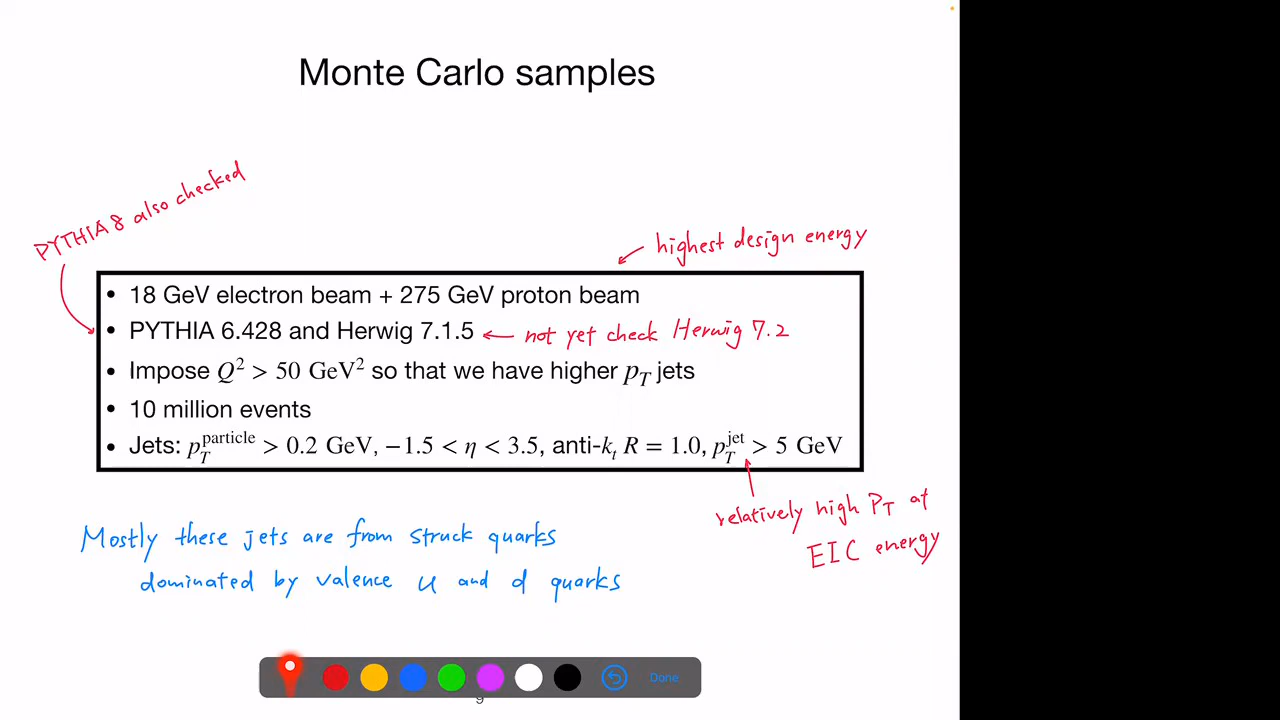 Monte Carlo samples
PYTHIA 8 also checked
highest design energy
• 18 GeV electron beam + 275 GeV proton beam
• PYTHIA 6.428 and Herwig 7.1.5 ← not yet check Herwig 7.2
• Impose Q² > 50 GeV² so that we have higher p_T jets
• 10 million events
• Jets: p_T^particle > 0.2 GeV, −1.5 < η < 3.5, anti-k_t R = 1.0, p_T^jet > 5 GeV
relatively high P_T at
EIC energy
Mostly these jets are from struck quarks
dominated by valence u and d quarks
Done
9